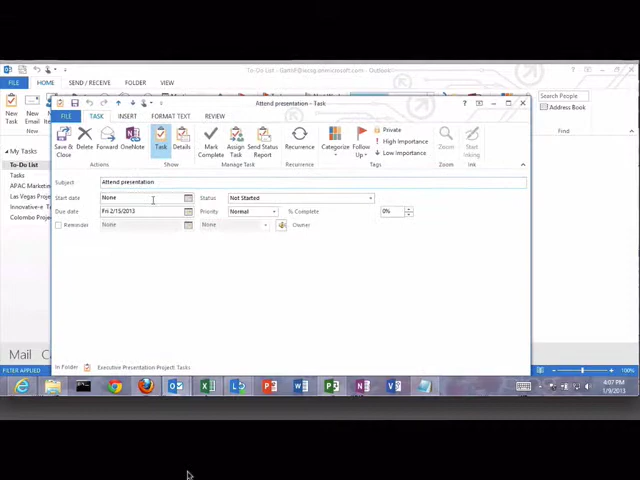 To-Do List - GarthF@wcsg.onmicrosoft.com - Outlook
FILE HOME SEND / RECEIVE FOLDER VIEW
Attend presentation - Task
FILE TASK INSERT FORMAT TEXT REVIEW
Search People
Address Book
New Task
New Email
New
Find
Save & Close
Delete
Forward
OneNote
Task
Details
Mark Complete
Assign Task
Send Status Report
Recurrence
Categorize
Follow Up
Private
High Importance
Low Importance
Zoom
Start Inking
Actions Show Manage Task Recurrence Tags Zoom Ink
My Tasks
To-Do List
Tasks
APAC Marketin
Las Vegas Proje
Innovative-e T
Colombo Proje
Subject Attend presentation
Start date None Status Not Started
Due date Fri 2/15/2013 Priority Normal % Complete 0%
Reminder None None Owner
Mail
In Folder Executive Presentation Project Tasks
FILTER APPLIED 100%
4:07 PM
1/9/2013